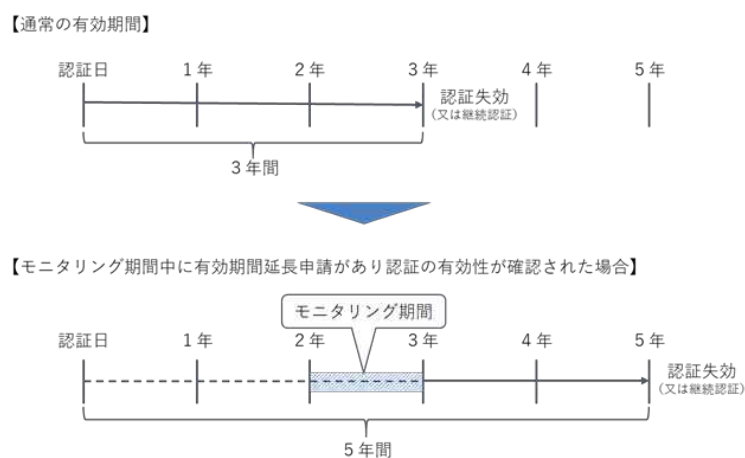 【通常の有効期間】
認証日 1年 2年 3年 4年 5年
認証失効
（又は継続認証）
3年間
【モニタリング期間中に有効期間延長申請があり認証の有効性が確認された場合】
モニタリング期間
認証日 1年 2年 3年 4年 5年
認証失効
（又は継続認証）
5年間